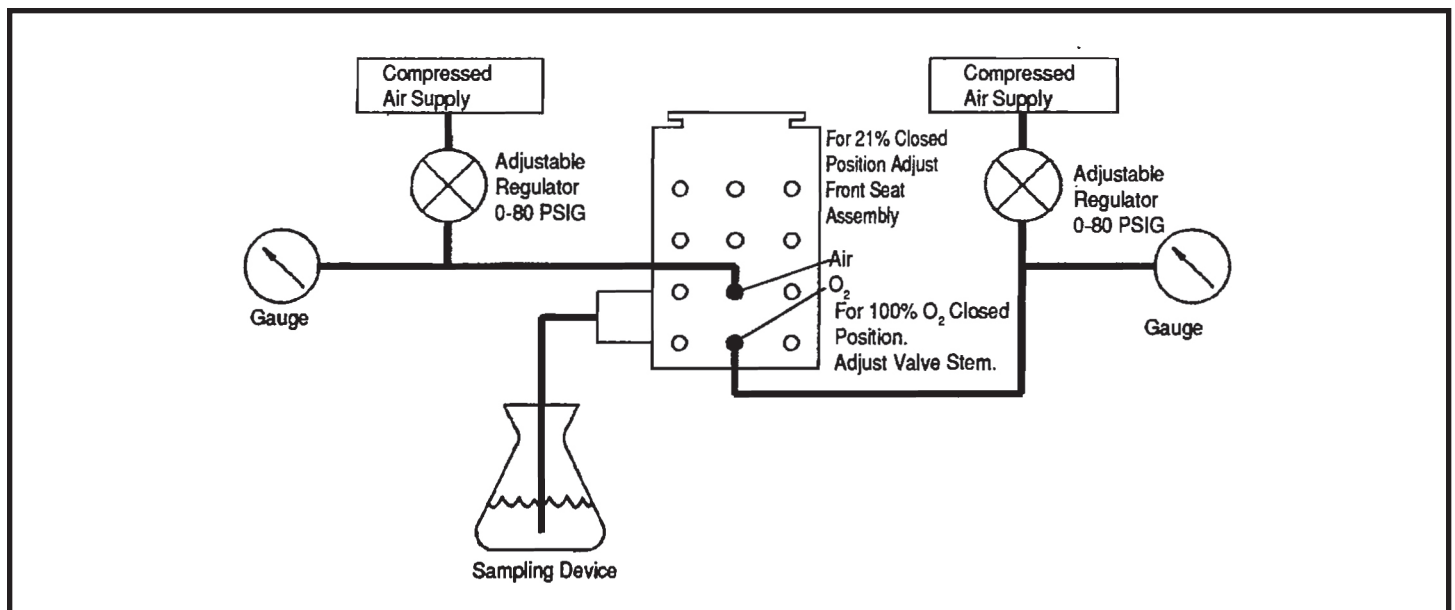 Compressed
Air Supply
Adjustable
Regulator
0-80 PSIG
Gauge
For 21% Closed
Position Adjust
Front Seat
Assembly
Air
O₂
For 100% O₂ Closed
Position.
Adjust Valve Stem.
Compressed
Air Supply
Adjustable
Regulator
0-80 PSIG
Gauge
Sampling Device